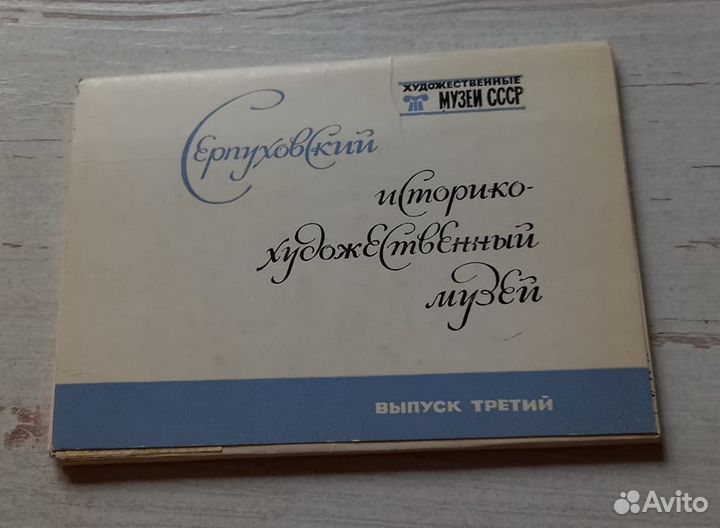 ХУДОЖЕСТВЕННЫЕ
МУЗЕИ СССР
Серпуховский
историко-
художественный
музей
ВЫПУСК ТРЕТИЙ
Avito